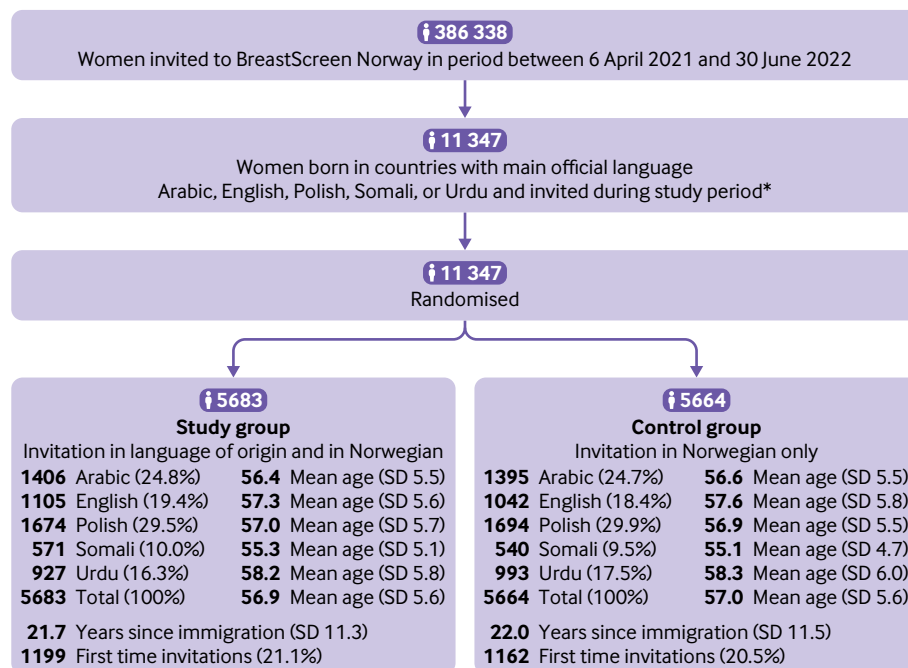 386 338
Women invited to BreastScreen Norway in period between 6 April 2021 and 30 June 2022
11 347
Women born in countries with main official language
Arabic, English, Polish, Somali, or Urdu and invited during study period*
11 347
Randomised
5683
Study group
Invitation in language of origin and in Norwegian
1406 Arabic (24.8%) 56.4 Mean age (SD 5.5)
1105 English (19.4%) 57.3 Mean age (SD 5.6)
1674 Polish (29.5%) 57.0 Mean age (SD 5.7)
571 Somali (10.0%) 55.3 Mean age (SD 5.1)
927 Urdu (16.3%) 58.2 Mean age (SD 5.8)
5683 Total (100%) 56.9 Mean age (SD 5.6)
21.7 Years since immigration (SD 11.3)
1199 First time invitations (21.1%)
5664
Control group
Invitation in Norwegian only
1395 Arabic (24.7%) 56.6 Mean age (SD 5.5)
1042 English (18.4%) 57.6 Mean age (SD 5.8)
1694 Polish (29.9%) 56.9 Mean age (SD 5.5)
540 Somali (9.5%) 55.1 Mean age (SD 4.7)
993 Urdu (17.5%) 58.3 Mean age (SD 6.0)
5664 Total (100%) 57.0 Mean age (SD 5.6)
22.0 Years since immigration (SD 11.5)
1162 First time invitations (20.5%)